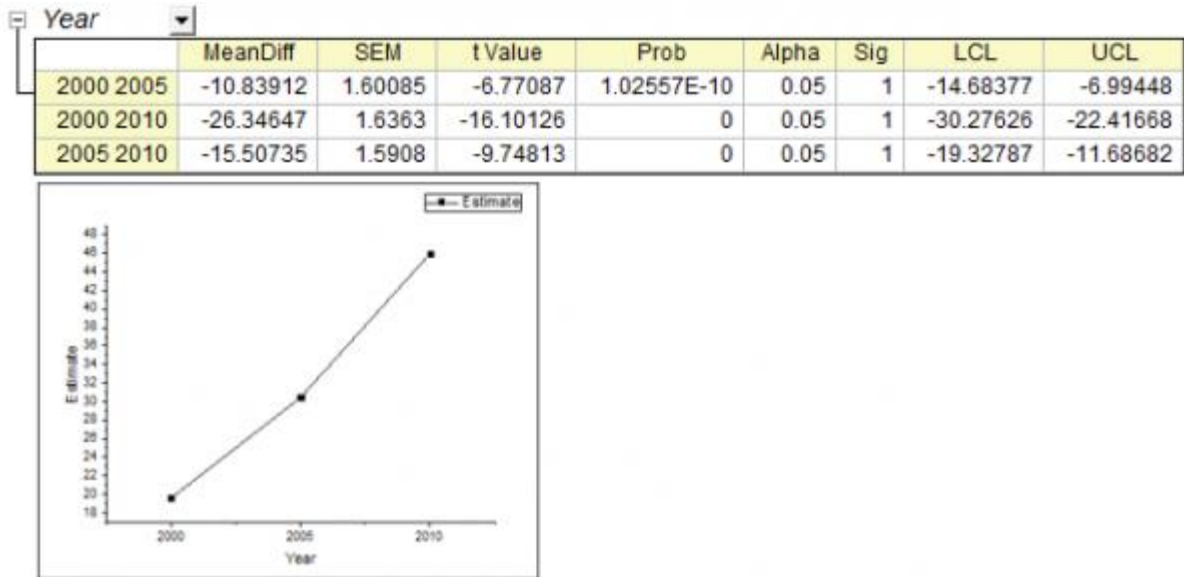 Year
MeanDiff SEM t Value Prob Alpha Sig LCL UCL
2000 2005 -10.83912 1.60085 -6.77087 1.02557E-10 0.05 1 -14.68377 -6.99448
2000 2010 -26.34647 1.6363 -16.10126 0 0.05 1 -30.27626 -22.41668
2005 2010 -15.50735 1.5908 -9.74813 0 0.05 1 -19.32787 -11.68682
Estimate
48
46
44
42
40
38
36
34
32
30
28
26
24
22
20
18
Estimate
2000 2005 2010
Year